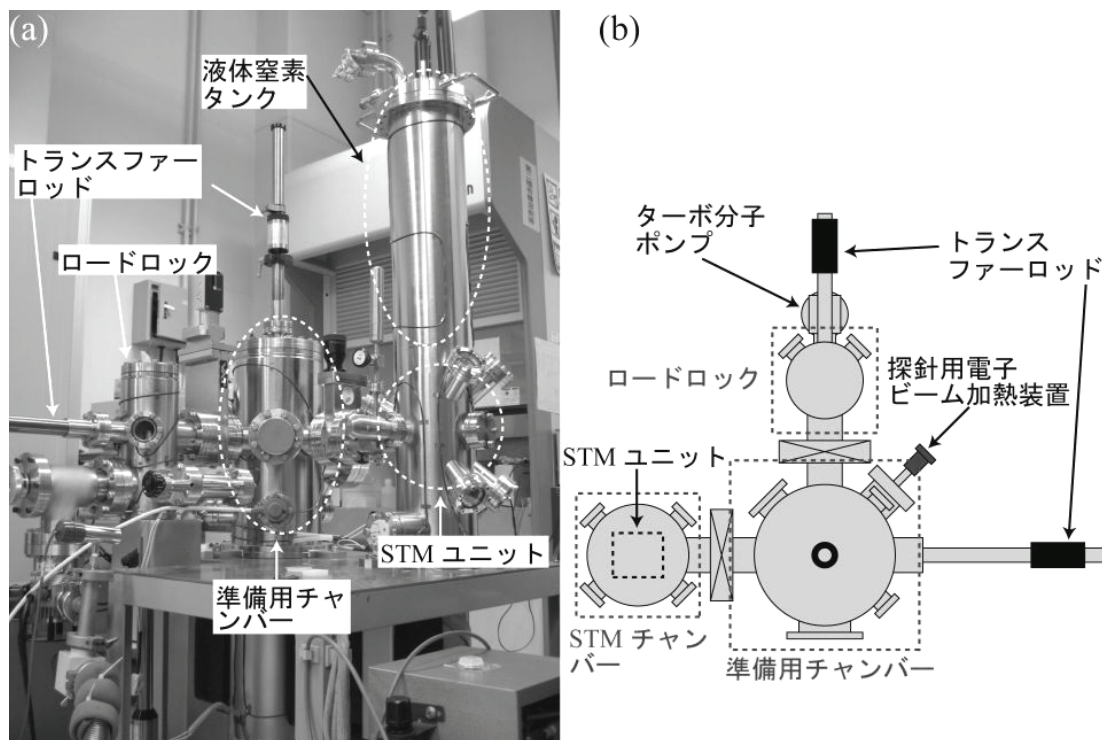 (a)
液体窒素
タンク
トランスファー
ロッド
ロードロック
STM ユニット
準備用チャ
ンバー
(b)
ターボ分子
ポンプ
トランス
ファーロッド
ロードロック
探針用電子
ビーム加熱装置
STM ユニット
STM チャン
バー
準備用チャンバー